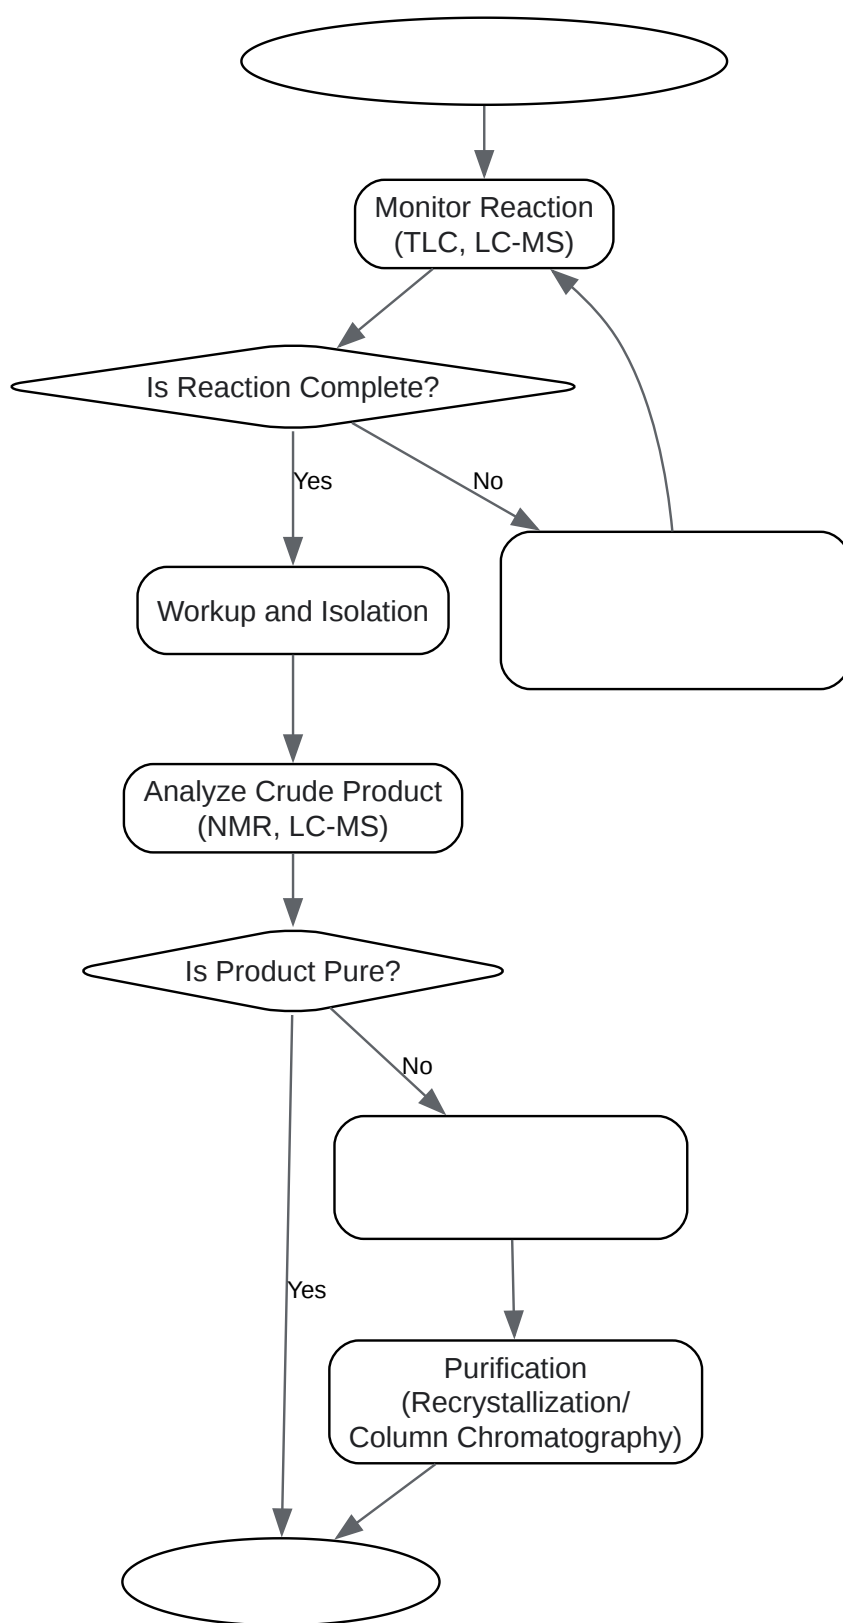 Monitor Reaction
(TLC, LC-MS)
Is Reaction Complete?
Yes
No
Workup and Isolation
Analyze Crude Product
(NMR, LC-MS)
Is Product Pure?
No
Yes
Purification
(Recrystallization/
Column Chromatography)